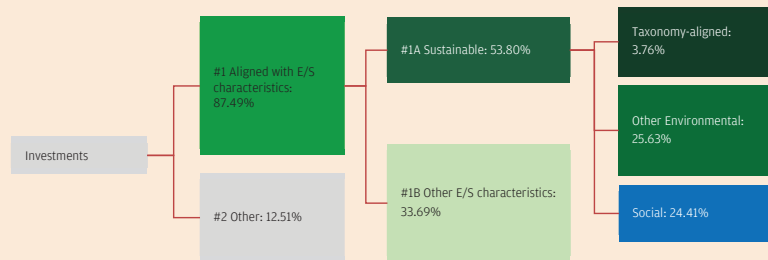 Investments
#1 Aligned with E/S
characteristics:
87.49%
#2 Other: 12.51%
#1A Sustainable: 53.80%
#1B Other E/S characteristics:
33.69%
Taxonomy-aligned:
3.76%
Other Environmental:
25.63%
Social: 24.41%